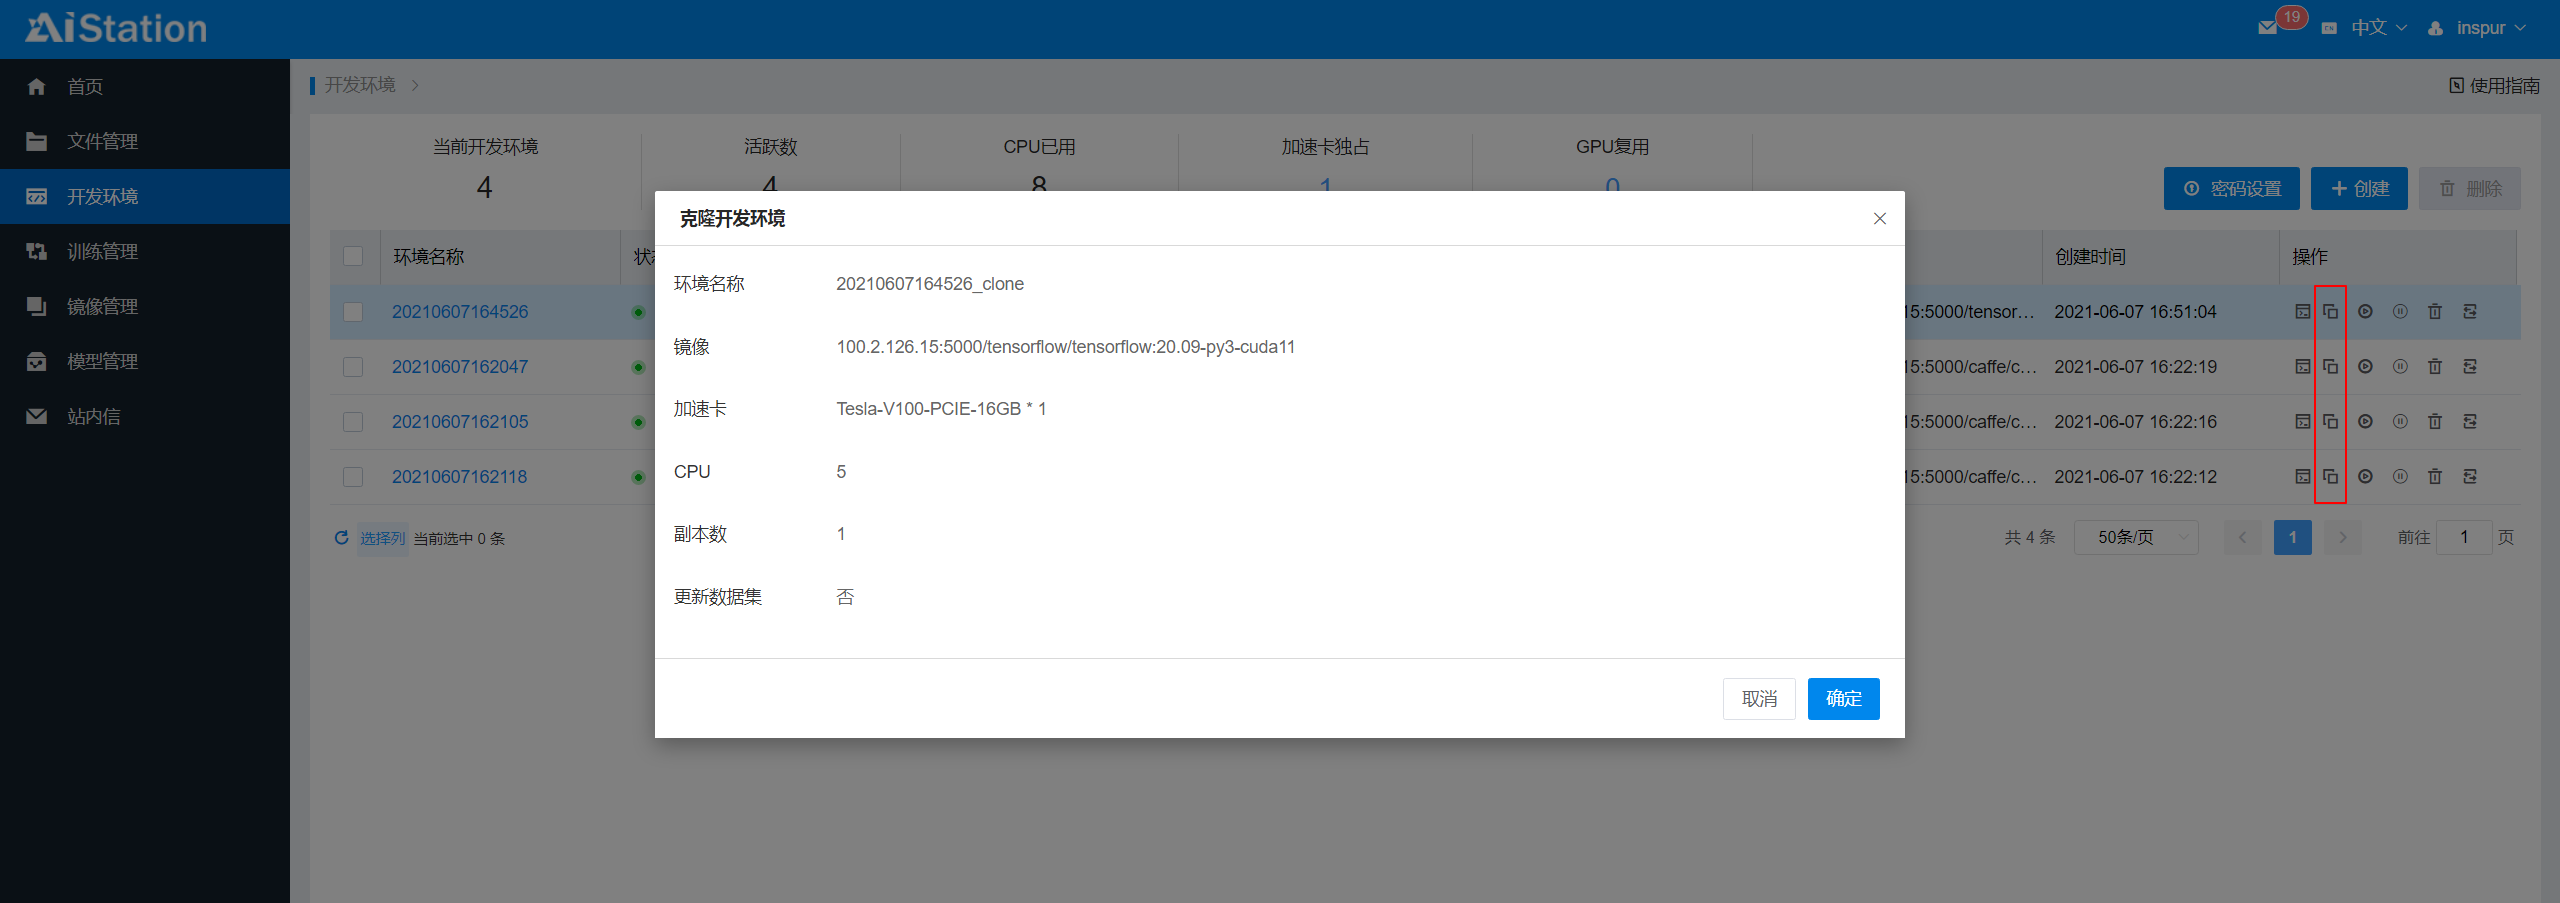 AiStation
19
CN 中文
inspur
首页
文件管理
开发环境
训练管理
镜像管理
模型管理
站内信
开发环境
使用指南
当前开发环境 活跃数 CPU已用 加速卡独占 GPU复用
4 4 8 1 0
密码设置 创建 删除
环境名称 创建时间 操作
20210607164526 15:5000/tensor... 2021-06-07 16:51:04
20210607162047 15:5000/caffe/c... 2021-06-07 16:22:19
20210607162105 15:5000/caffe/c... 2021-06-07 16:22:16
20210607162118 15:5000/caffe/c... 2021-06-07 16:22:12
选择列 当前选中 0 条 共 4 条 50条/页 1 前往 1 页
克隆开发环境
环境名称 20210607164526_clone
镜像 100.2.126.15:5000/tensorflow/tensorflow:20.09-py3-cuda11
加速卡 Tesla-V100-PCIE-16GB * 1
CPU 5
副本数 1
更新数据集 否
取消 确定